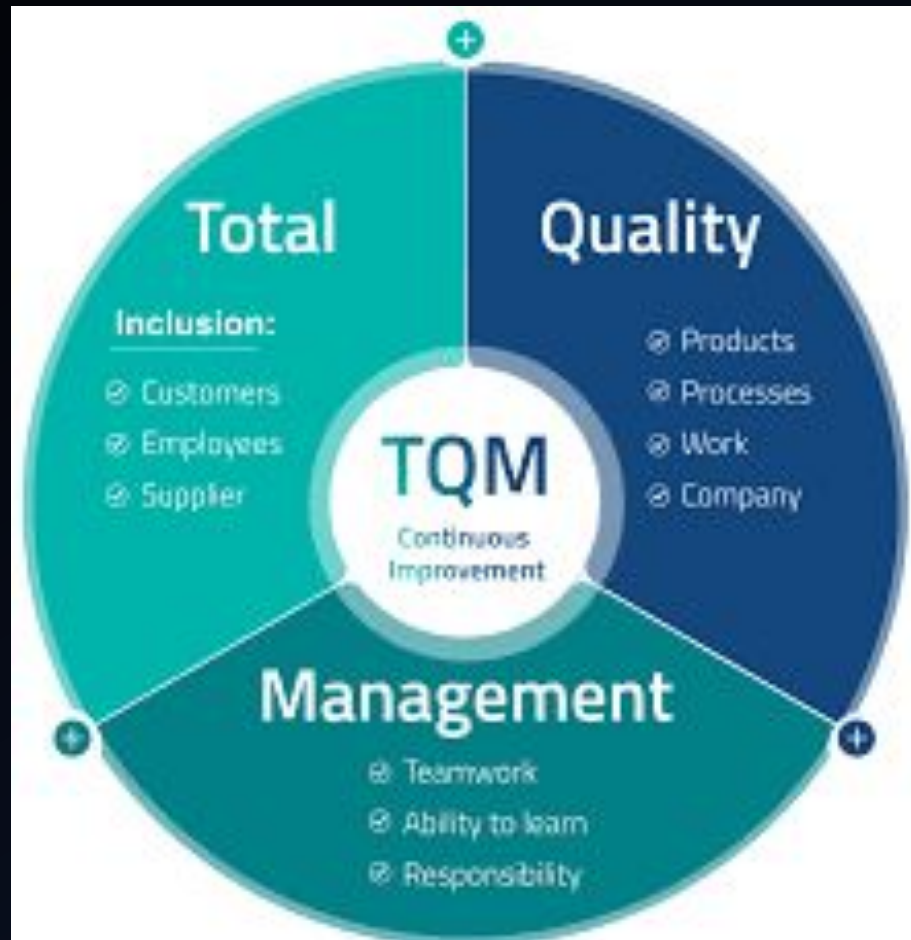 Total
Inclusion:
Customers
Employees
Supplier
Quality
Products
Processes
Work
Company
TQM
Continuous
Improvement
Management
Teamwork
Ability to learn
Responsibility